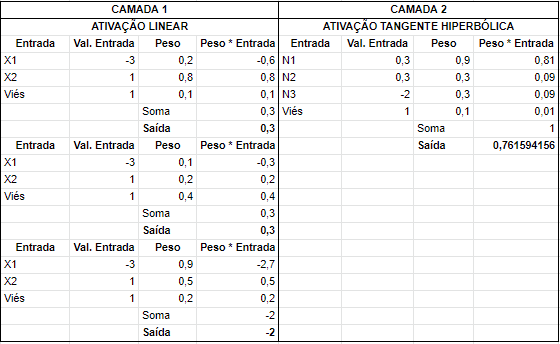 CAMADA 1 CAMADA 2
ATIVAÇÃO LINEAR ATIVAÇÃO TANGENTE HIPERBÓLICA
Entrada Val. Entrada Peso Peso * Entrada Entrada Val. Entrada Peso Peso * Entrada
X1 -3 0,2 -0,6 N1 0,3 0,9 0,81
X2 1 0,8 0,8 N2 0,3 0,3 0,09
Viés 1 0,1 0,1 N3 -2 0,3 0,09
Soma 0,3 Viés 1 0,1 0,01
Saída 0,3 Soma 1
Entrada Val. Entrada Peso Peso * Entrada Saída 0,761594156
X1 -3 0,1 -0,3
X2 1 0,2 0,2
Viés 1 0,4 0,4
Soma 0,3
Saída 0,3
Entrada Val. Entrada Peso Peso * Entrada
X1 -3 0,9 -2,7
X2 1 0,5 0,5
Viés 1 0,2 0,2
Soma -2
Saída -2